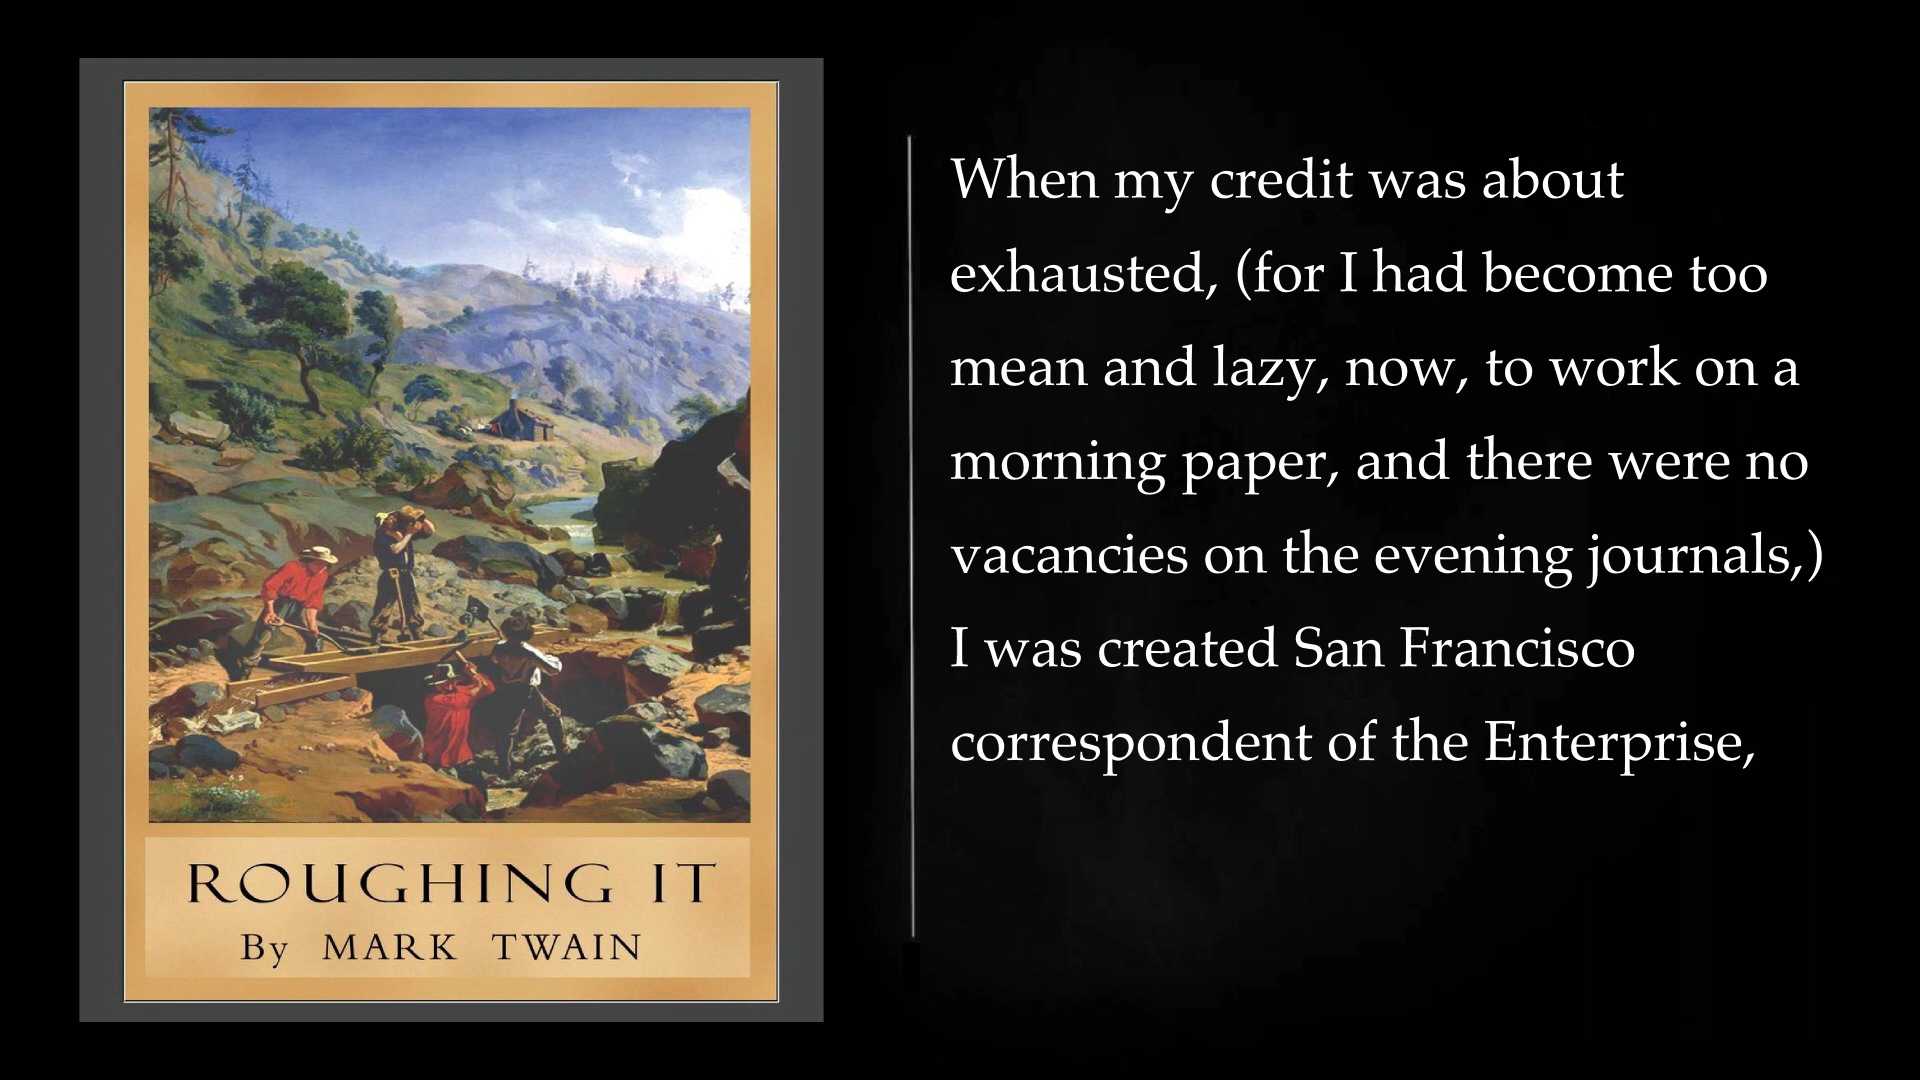 ROUGHING IT
By MARK TWAIN
When my credit was about
exhausted, (for I had become too
mean and lazy, now, to work on a
morning paper, and there were no
vacancies on the evening journals,)
I was created San Francisco
correspondent of the Enterprise,